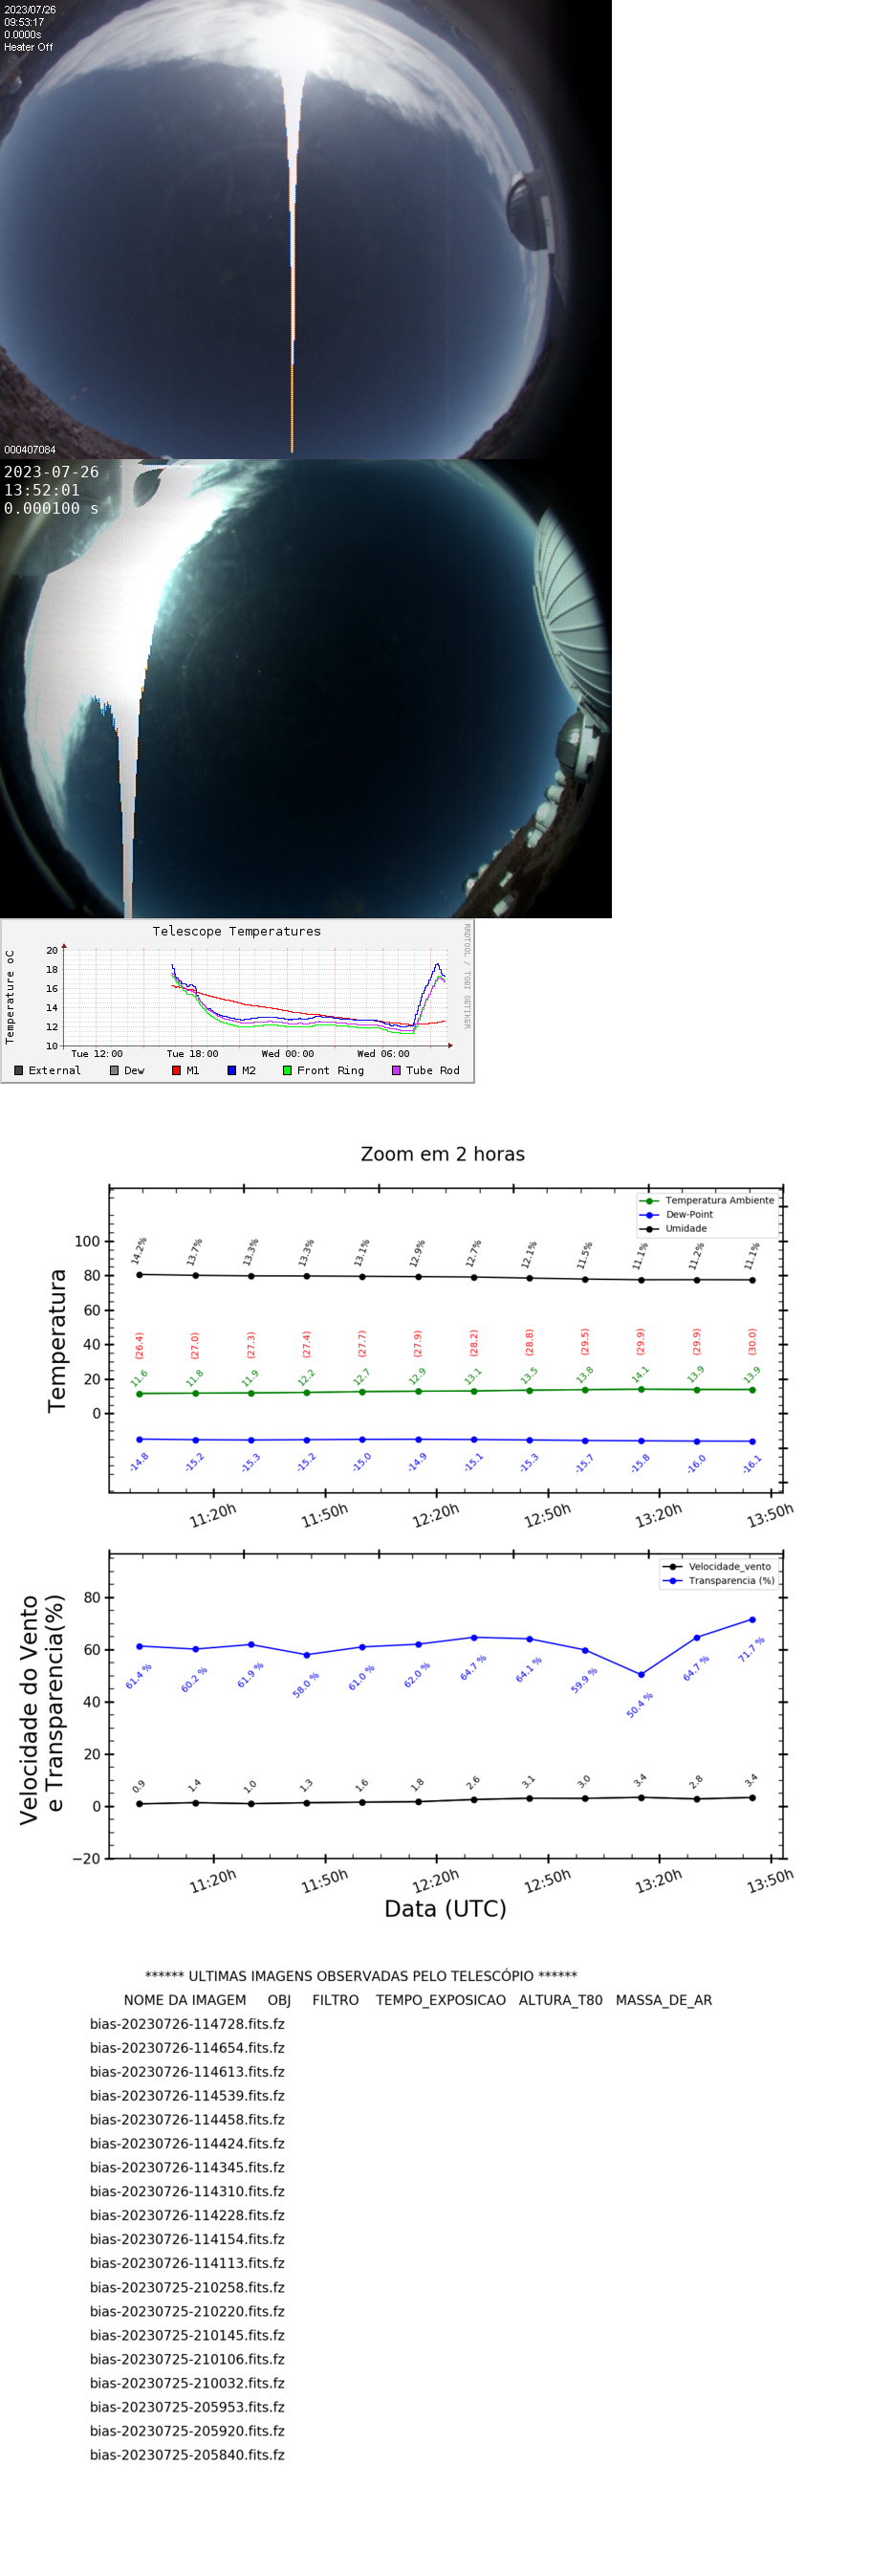 2023/07/26
09:53:17
0.0000s
Heater Off
000407084
2023-07-26
13:52:01
0.000100 s
Telescope Temperatures
RRDTOOL / TOBI OETIKER
Temperature oC
20
18
16
14
12
10
Tue 12:00 Tue 18:00 Wed 00:00 Wed 06:00
External Dew M1 M2 Front Ring Tube Rod
Zoom em 2 horas
Temperatura Ambiente
Dew-Point
Umidade
Temperatura
100
80
60
40
20
0
14.2% 13.7% 13.3% 13.3% 13.1% 12.9% 12.7% 12.1% 11.5% 11.1% 11.2% 11.1%
(26.4) (27.0) (27.3) (27.4) (27.7) (27.9) (28.2) (28.8) (29.5) (29.9) (29.9) (30.0)
11.6 11.8 11.9 12.2 12.7 12.9 13.1 13.5 13.8 14.1 13.9 13.9
-14.8 -15.2 -15.3 -15.2 -15.0 -14.9 -15.1 -15.3 -15.7 -15.8 -16.0 -16.1
11:20h 11:50h 12:20h 12:50h 13:20h 13:50h
Velocidade_vento
Transparencia (%)
Velocidade do Vento
e Transparencia(%)
80
60
40
20
0
−20
61.4 % 60.2 % 61.9 % 58.0 % 61.0 % 62.0 % 64.7 % 64.1 % 59.9 % 50.4 % 64.7 % 71.7 %
0.9 1.4 1.0 1.3 1.6 1.8 2.6 3.1 3.0 3.4 2.8 3.4
11:20h 11:50h 12:20h 12:50h 13:20h 13:50h
Data (UTC)
****** ULTIMAS IMAGENS OBSERVADAS PELO TELESCÓPIO ******
NOME DA IMAGEM OBJ FILTRO TEMPO_EXPOSICAO ALTURA_T80 MASSA_DE_AR
bias-20230726-114728.fits.fz
bias-20230726-114654.fits.fz
bias-20230726-114613.fits.fz
bias-20230726-114539.fits.fz
bias-20230726-114458.fits.fz
bias-20230726-114424.fits.fz
bias-20230726-114345.fits.fz
bias-20230726-114310.fits.fz
bias-20230726-114228.fits.fz
bias-20230726-114154.fits.fz
bias-20230726-114113.fits.fz
bias-20230725-210258.fits.fz
bias-20230725-210220.fits.fz
bias-20230725-210145.fits.fz
bias-20230725-210106.fits.fz
bias-20230725-210032.fits.fz
bias-20230725-205953.fits.fz
bias-20230725-205920.fits.fz
bias-20230725-205840.fits.fz